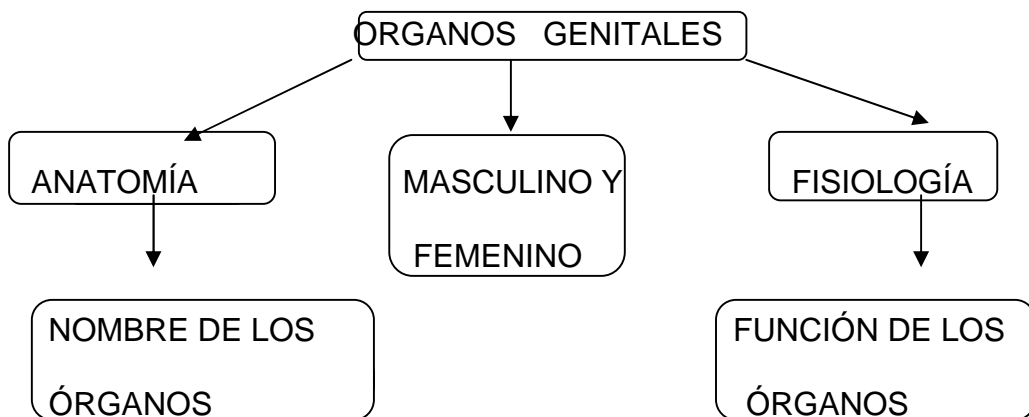 ORGANOS GENITALES
ANATOMÍA
MASCULINO Y
FEMENINO
FISIOLOGÍA
NOMBRE DE LOS
ÓRGANOS
FUNCIÓN DE LOS
ÓRGANOS